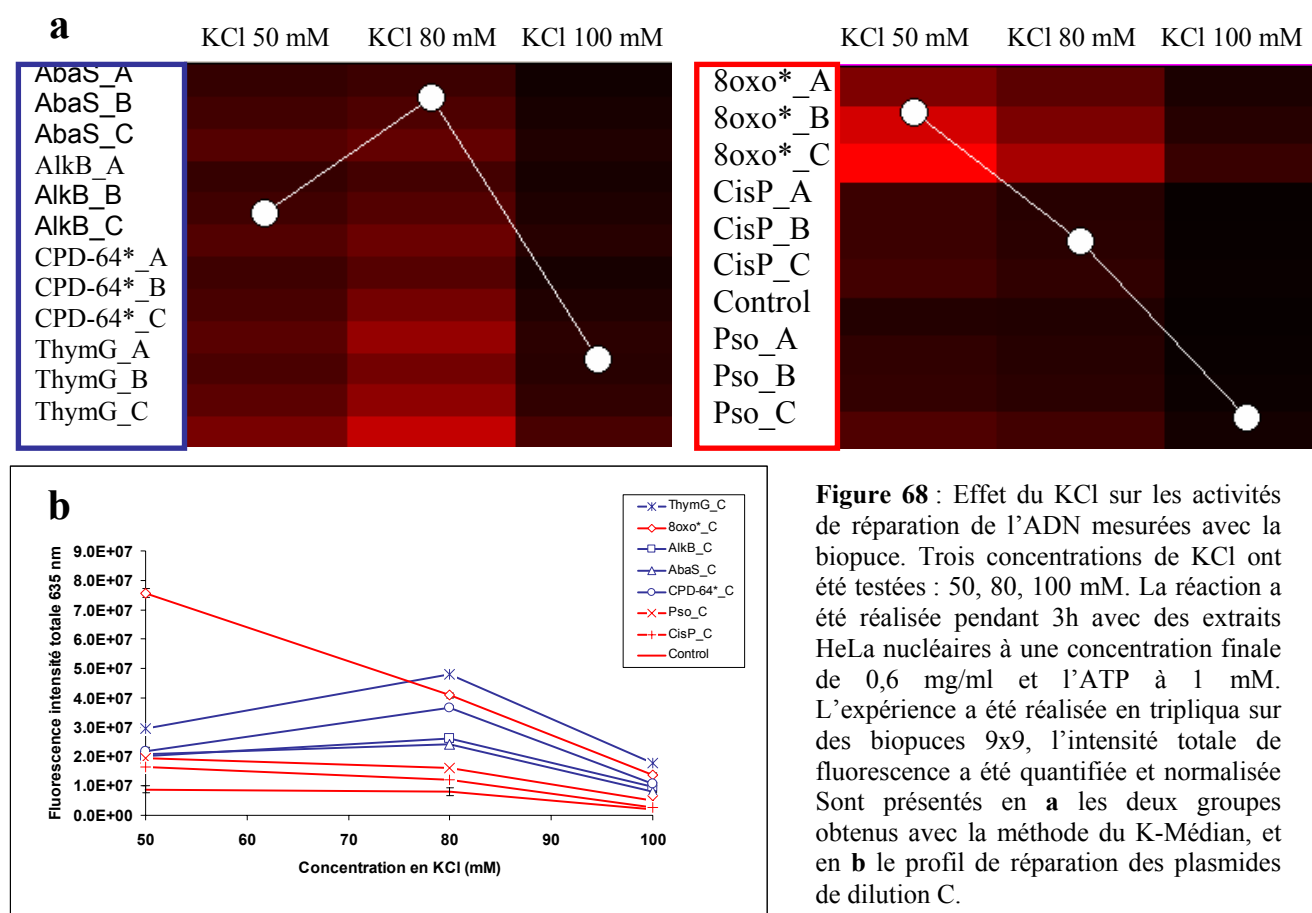 a
KCl 50 mM KCl 80 mM KCl 100 mM
AbaS_A
AbaS_B
AbaS_C
AlkB_A
AlkB_B
AlkB_C
CPD-64*_A
CPD-64*_B
CPD-64*_C
ThymG_A
ThymG_B
ThymG_C
KCl 50 mM KCl 80 mM KCl 100 mM
8oxo*_A
8oxo*_B
8oxo*_C
CisP_A
CisP_B
CisP_C
Control
Pso_A
Pso_B
Pso_C
b
Fluorescence intensité totale 635 nm
9.0E+07
8.0E+07
7.0E+07
6.0E+07
5.0E+07
4.0E+07
3.0E+07
2.0E+07
1.0E+07
0.0E+00
50 60 70 80 90 100
Concentration en KCl (mM)
ThymG_C
8oxo*_C
AlkB_C
AbaS_C
CPD-64*_C
Pso_C
CisP_C
Control
Figure 68 : Effet du KCl sur les activités
de réparation de l'ADN mesurées avec la
biopuce. Trois concentrations de KCl ont
été testées : 50, 80, 100 mM. La réaction a
été réalisée pendant 3h avec des extraits
HeLa nucléaires à une concentration finale
de 0,6 mg/ml et l'ATP à 1 mM.
L'expérience a été réalisée en tripliqua sur
des biopuces 9x9, l'intensité totale de
fluorescence a été quantifiée et normalisée
Sont présentés en a les deux groupes
obtenus avec la méthode du K-Médian, et
en b le profil de réparation des plasmides
de dilution C.